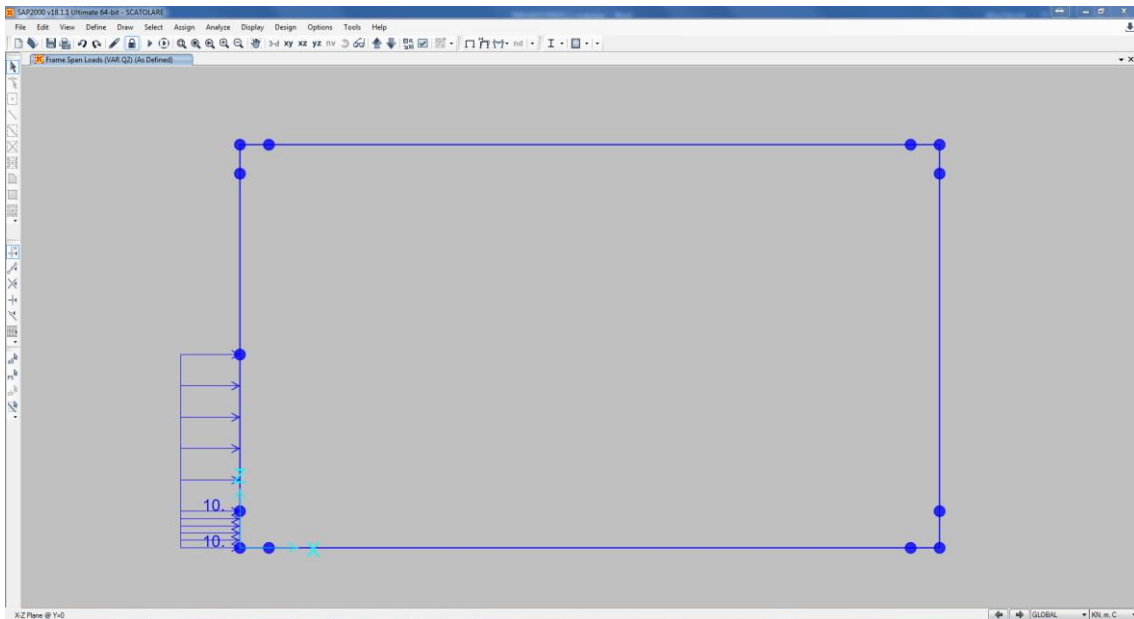 SAP2000 v18.1.1 Ultimate 64-bit - SCATOLARE
File Edit View Define Draw Select Assign Analyze Display Design Options Tools Help
3-d xy xz yz nv
nd
Frame Span Loads (VAR Q2) (As Defined)
10.
10.
X
X-Z Plane @ Y=0
GLOBAL
KN, m, C